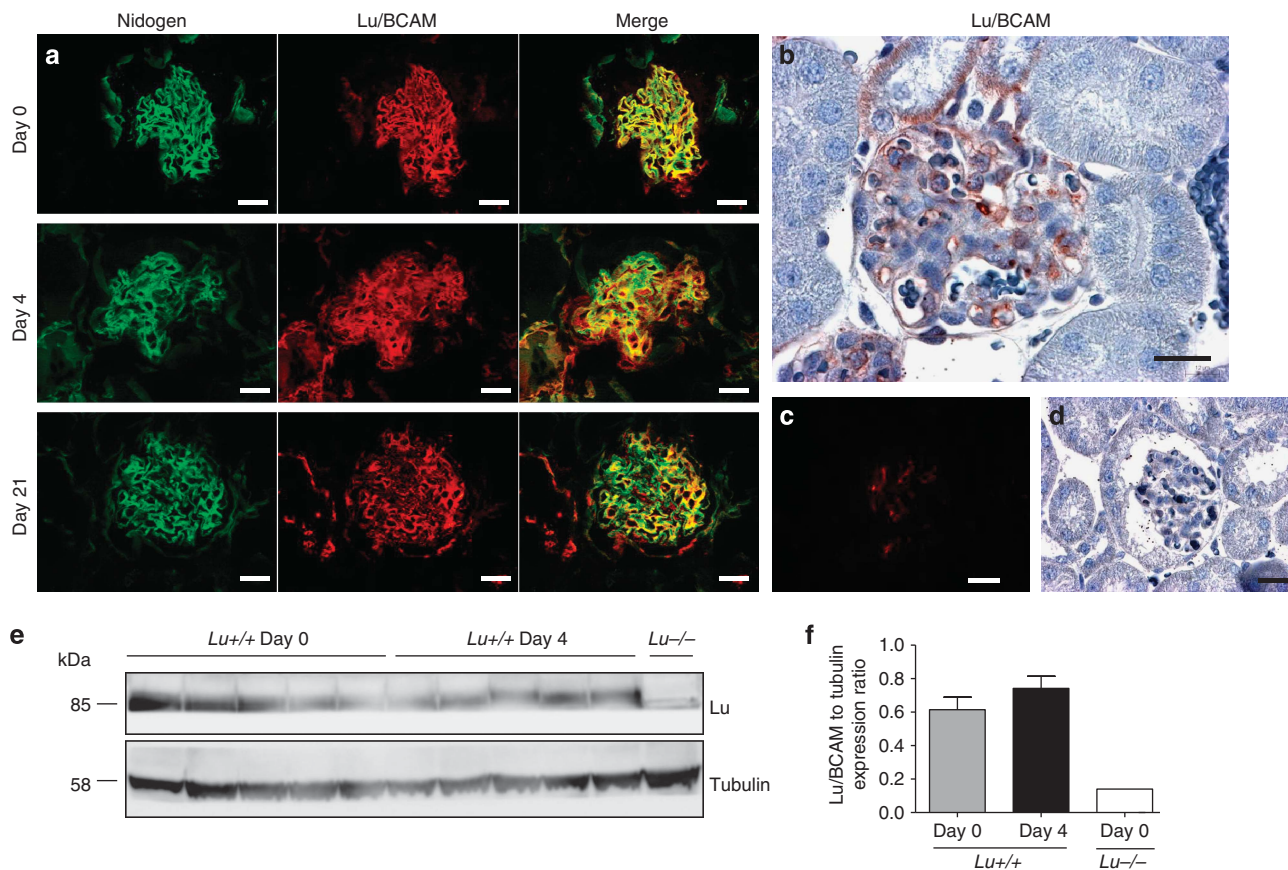 Nidogen Lu/BCAM Merge Lu/BCAM
a b
Day 0
Day 4
Day 21
c d
12 µm
e
Lu+/+ Day 0 Lu+/+ Day 4 Lu–/–
kDa
85 Lu
58 Tubulin
f
Lu/BCAM to tubulin
expression ratio
1.0
0.8
0.6
0.4
0.2
0.0
Day 0 Day 4 Day 0
Lu+/+ Lu–/–